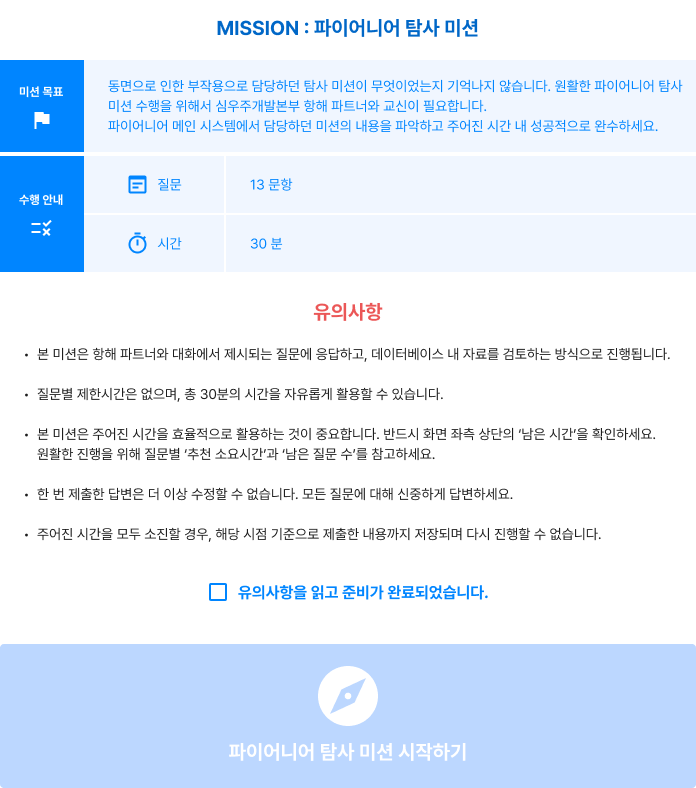 MISSION : 파이어니어 탐사 미션
미션 목표
동면으로 인한 부작용으로 담당하던 탐사 미션이 무엇이었는지 기억나지 않습니다. 원활한 파이어니어 탐사
미션 수행을 위해서 심우주개발본부 항해 파트너와 교신이 필요합니다.
파이어니어 메인 시스템에서 담당하던 미션의 내용을 파악하고 주어진 시간 내 성공적으로 완수하세요.
수행 안내
질문
13 문항
시간
30 분
유의사항
• 본 미션은 항해 파트너와 대화에서 제시되는 질문에 응답하고, 데이터베이스 내 자료를 검토하는 방식으로 진행됩니다.
• 질문별 제한시간은 없으며, 총 30분의 시간을 자유롭게 활용할 수 있습니다.
• 본 미션은 주어진 시간을 효율적으로 활용하는 것이 중요합니다. 반드시 화면 좌측 상단의 ‘남은 시간’을 확인하세요.
원활한 진행을 위해 질문별 ‘추천 소요시간’과 ‘남은 질문 수’를 참고하세요.
• 한 번 제출한 답변은 더 이상 수정할 수 없습니다. 모든 질문에 대해 신중하게 답변하세요.
• 주어진 시간을 모두 소진할 경우, 해당 시점 기준으로 제출한 내용까지 저장되며 다시 진행할 수 없습니다.
유의사항을 읽고 준비가 완료되었습니다.
파이어니어 탐사 미션 시작하기